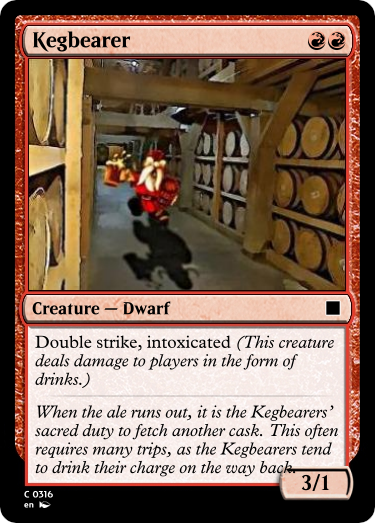 Kegbearer
Creature — Dwarf
Double strike, intoxicated (This creature
deals damage to players in the form of
drinks.)
When the ale runs out, it is the Kegbearers'
sacred duty to fetch another cask. This often
requires many trips, as the Kegbearers tend
to drink their charge on the way back.
3/1
C 0316
en